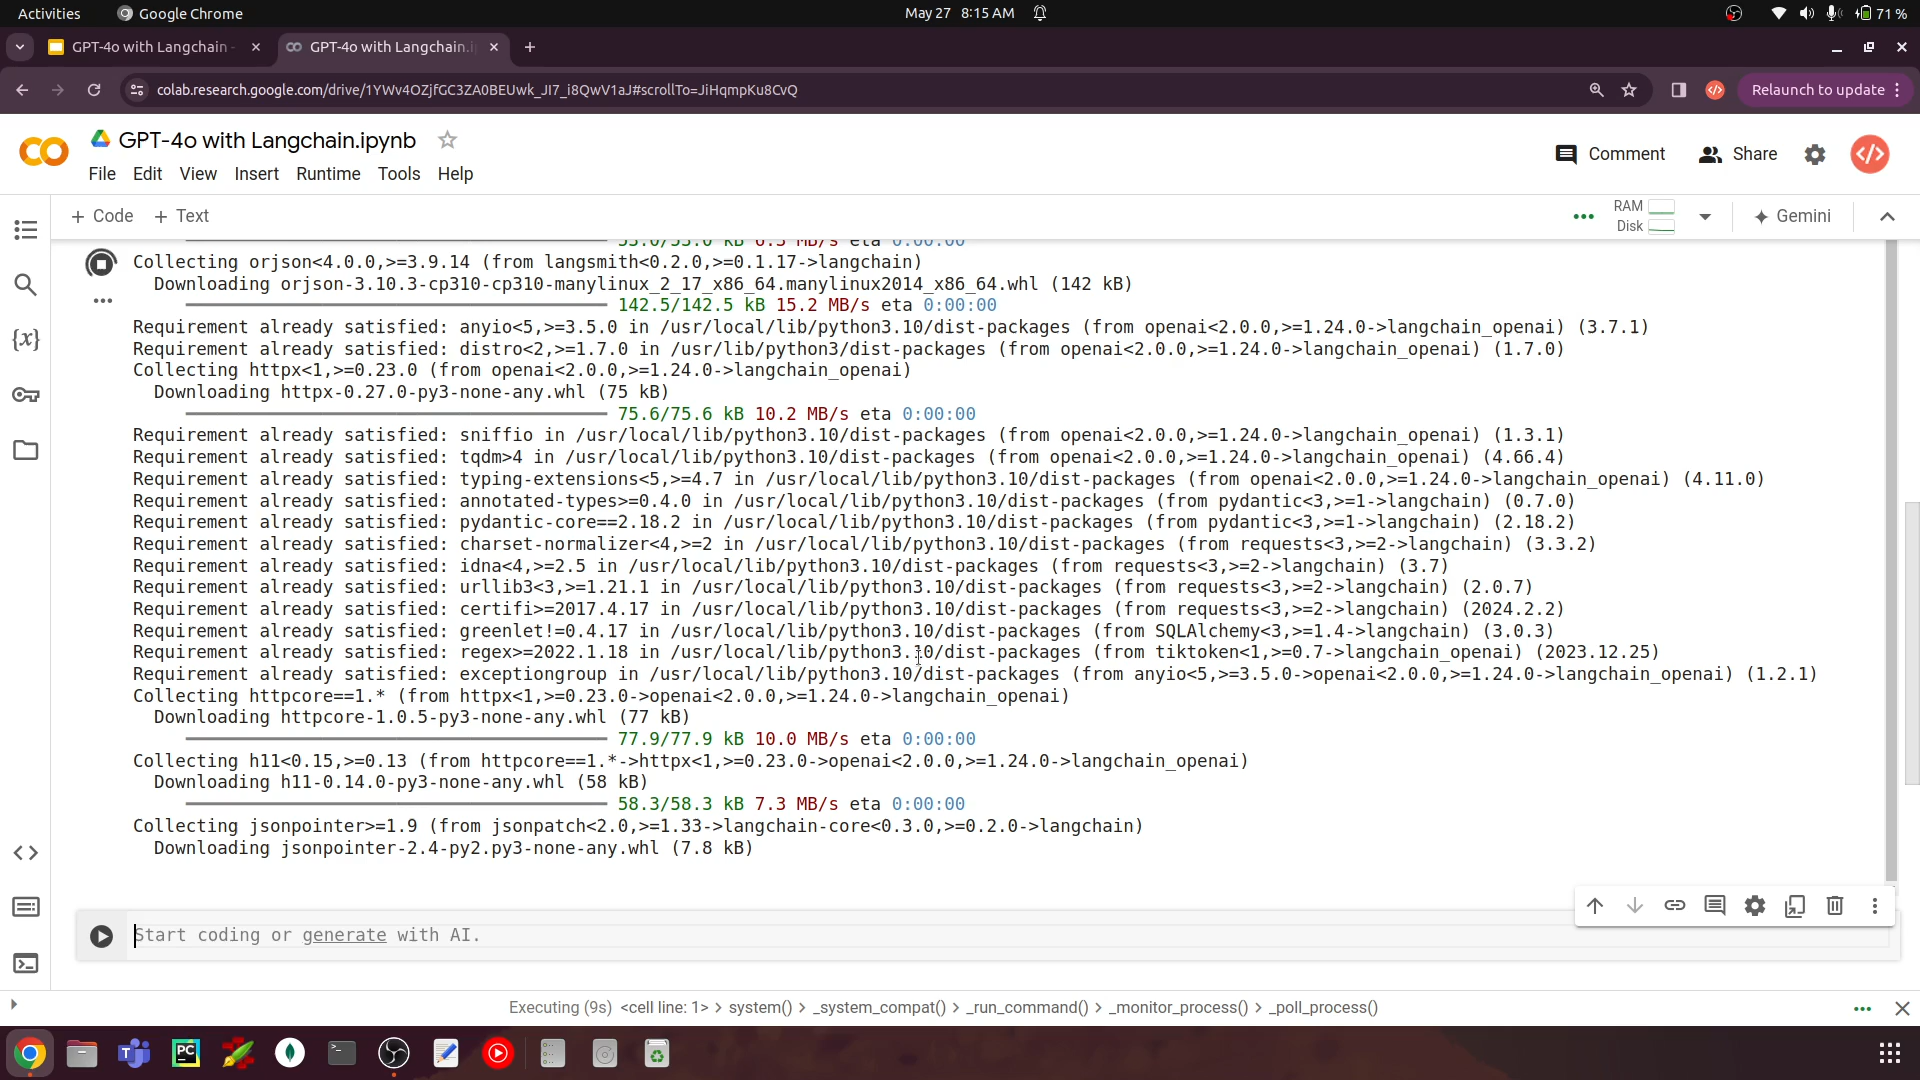 Activities Google Chrome May 27 8:15 AM 71 %
GPT-4o with Langchain - GPT-4o with Langchain.i
colab.research.google.com/drive/1YWv4OZjfGC3ZA0BEUwk_JI7_i8QwV1aJ#scrollTo=JiHqmpKu8CvQ Relaunch to update
GPT-4o with Langchain.ipynb
Comment Share
File Edit View Insert Runtime Tools Help
+ Code + Text RAM Disk Gemini
53.0/53.0 kB 6.3 MB/s eta 0:00:00
Collecting orjson<4.0.0,>=3.9.14 (from langsmith<0.2.0,>=0.1.17->langchain)
Downloading orjson-3.10.3-cp310-cp310-manylinux_2_17_x86_64.manylinux2014_x86_64.whl (142 kB)
142.5/142.5 kB 15.2 MB/s eta 0:00:00
Requirement already satisfied: anyio<5,>=3.5.0 in /usr/local/lib/python3.10/dist-packages (from openai<2.0.0,>=1.24.0->langchain_openai) (3.7.1)
Requirement already satisfied: distro<2,>=1.7.0 in /usr/lib/python3/dist-packages (from openai<2.0.0,>=1.24.0->langchain_openai) (1.7.0)
Collecting httpx<1,>=0.23.0 (from openai<2.0.0,>=1.24.0->langchain_openai)
Downloading httpx-0.27.0-py3-none-any.whl (75 kB)
75.6/75.6 kB 10.2 MB/s eta 0:00:00
Requirement already satisfied: sniffio in /usr/local/lib/python3.10/dist-packages (from openai<2.0.0,>=1.24.0->langchain_openai) (1.3.1)
Requirement already satisfied: tqdm>4 in /usr/local/lib/python3.10/dist-packages (from openai<2.0.0,>=1.24.0->langchain_openai) (4.66.4)
Requirement already satisfied: typing-extensions<5,>=4.7 in /usr/local/lib/python3.10/dist-packages (from openai<2.0.0,>=1.24.0->langchain_openai) (4.11.0)
Requirement already satisfied: annotated-types>=0.4.0 in /usr/local/lib/python3.10/dist-packages (from pydantic<3,>=1->langchain) (0.7.0)
Requirement already satisfied: pydantic-core==2.18.2 in /usr/local/lib/python3.10/dist-packages (from pydantic<3,>=1->langchain) (2.18.2)
Requirement already satisfied: charset-normalizer<4,>=2 in /usr/local/lib/python3.10/dist-packages (from requests<3,>=2->langchain) (3.3.2)
Requirement already satisfied: idna<4,>=2.5 in /usr/local/lib/python3.10/dist-packages (from requests<3,>=2->langchain) (3.7)
Requirement already satisfied: urllib3<3,>=1.21.1 in /usr/local/lib/python3.10/dist-packages (from requests<3,>=2->langchain) (2.0.7)
Requirement already satisfied: certifi>=2017.4.17 in /usr/local/lib/python3.10/dist-packages (from requests<3,>=2->langchain) (2024.2.2)
Requirement already satisfied: greenlet!=0.4.17 in /usr/local/lib/python3.10/dist-packages (from SQLAlchemy<3,>=1.4->langchain) (3.0.3)
Requirement already satisfied: regex>=2022.1.18 in /usr/local/lib/python3.10/dist-packages (from tiktoken<1,>=0.7->langchain_openai) (2023.12.25)
Requirement already satisfied: exceptiongroup in /usr/local/lib/python3.10/dist-packages (from anyio<5,>=3.5.0->openai<2.0.0,>=1.24.0->langchain_openai) (1.2.1)
Collecting httpcore==1.* (from httpx<1,>=0.23.0->openai<2.0.0,>=1.24.0->langchain_openai)
Downloading httpcore-1.0.5-py3-none-any.whl (77 kB)
77.9/77.9 kB 10.0 MB/s eta 0:00:00
Collecting h11<0.15,>=0.13 (from httpcore==1.*->httpx<1,>=0.23.0->openai<2.0.0,>=1.24.0->langchain_openai)
Downloading h11-0.14.0-py3-none-any.whl (58 kB)
58.3/58.3 kB 7.3 MB/s eta 0:00:00
Collecting jsonpointer>=1.9 (from jsonpatch<2.0,>=1.33->langchain-core<0.3.0,>=0.2.0->langchain)
Downloading jsonpointer-2.4-py2.py3-none-any.whl (7.8 kB)
Start coding or generate with AI.
Executing (9s) <cell line: 1> > system() > _system_compat() > _run_command() > _monitor_process() > _poll_process()